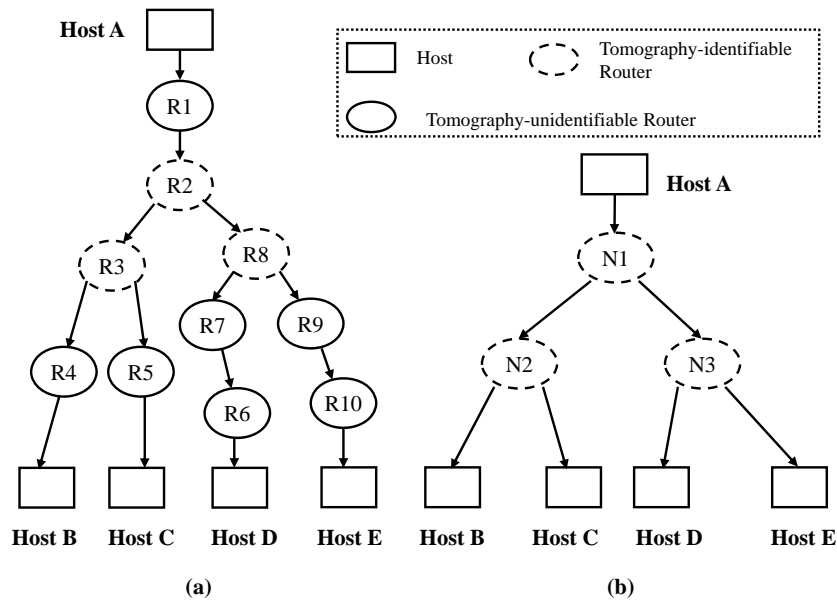 Host A
R1
R2
R3
R8
R4
R5
R7
R9
R6
R10
Host B
Host C
Host D
Host E
(a)
Host
Tomography-identifiable
Router
Tomography-unidentifiable Router
Host A
N1
N2
N3
Host B
Host C
Host D
Host E
(b)